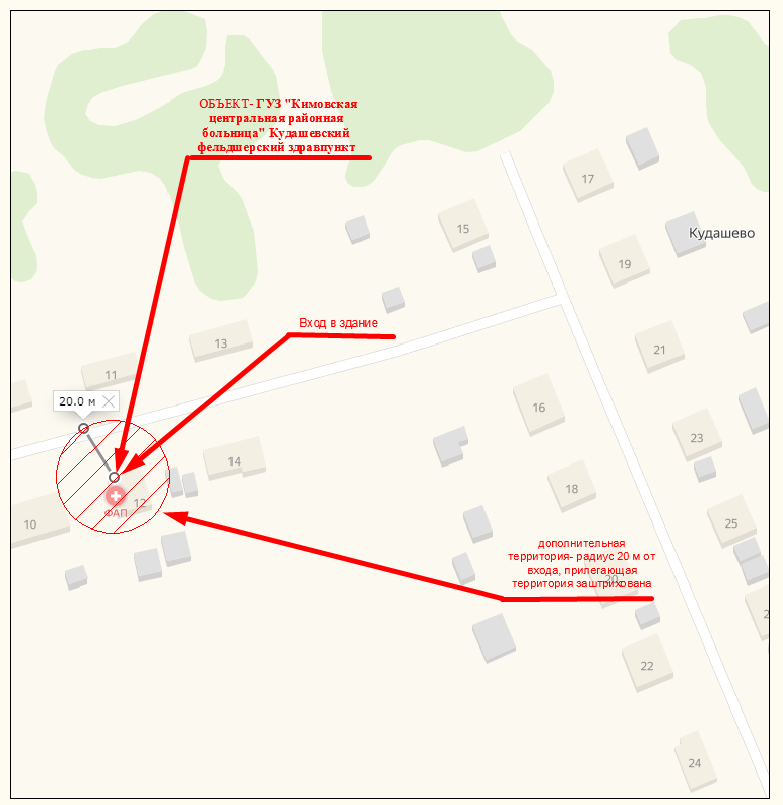 ОБЪЕКТ- ГУЗ "Кимовская
центральная районная
больница" Кудашевский
фельдшерский здравпункт
17
15
Кудашево
19
Вход в здание
13
21
11
20.0 м
16
23
14
18
12
ФАП
10
25
дополнительная
территория- радиус 20 м от
входа, прилегающая
территория заштрихована
20
2
22
24